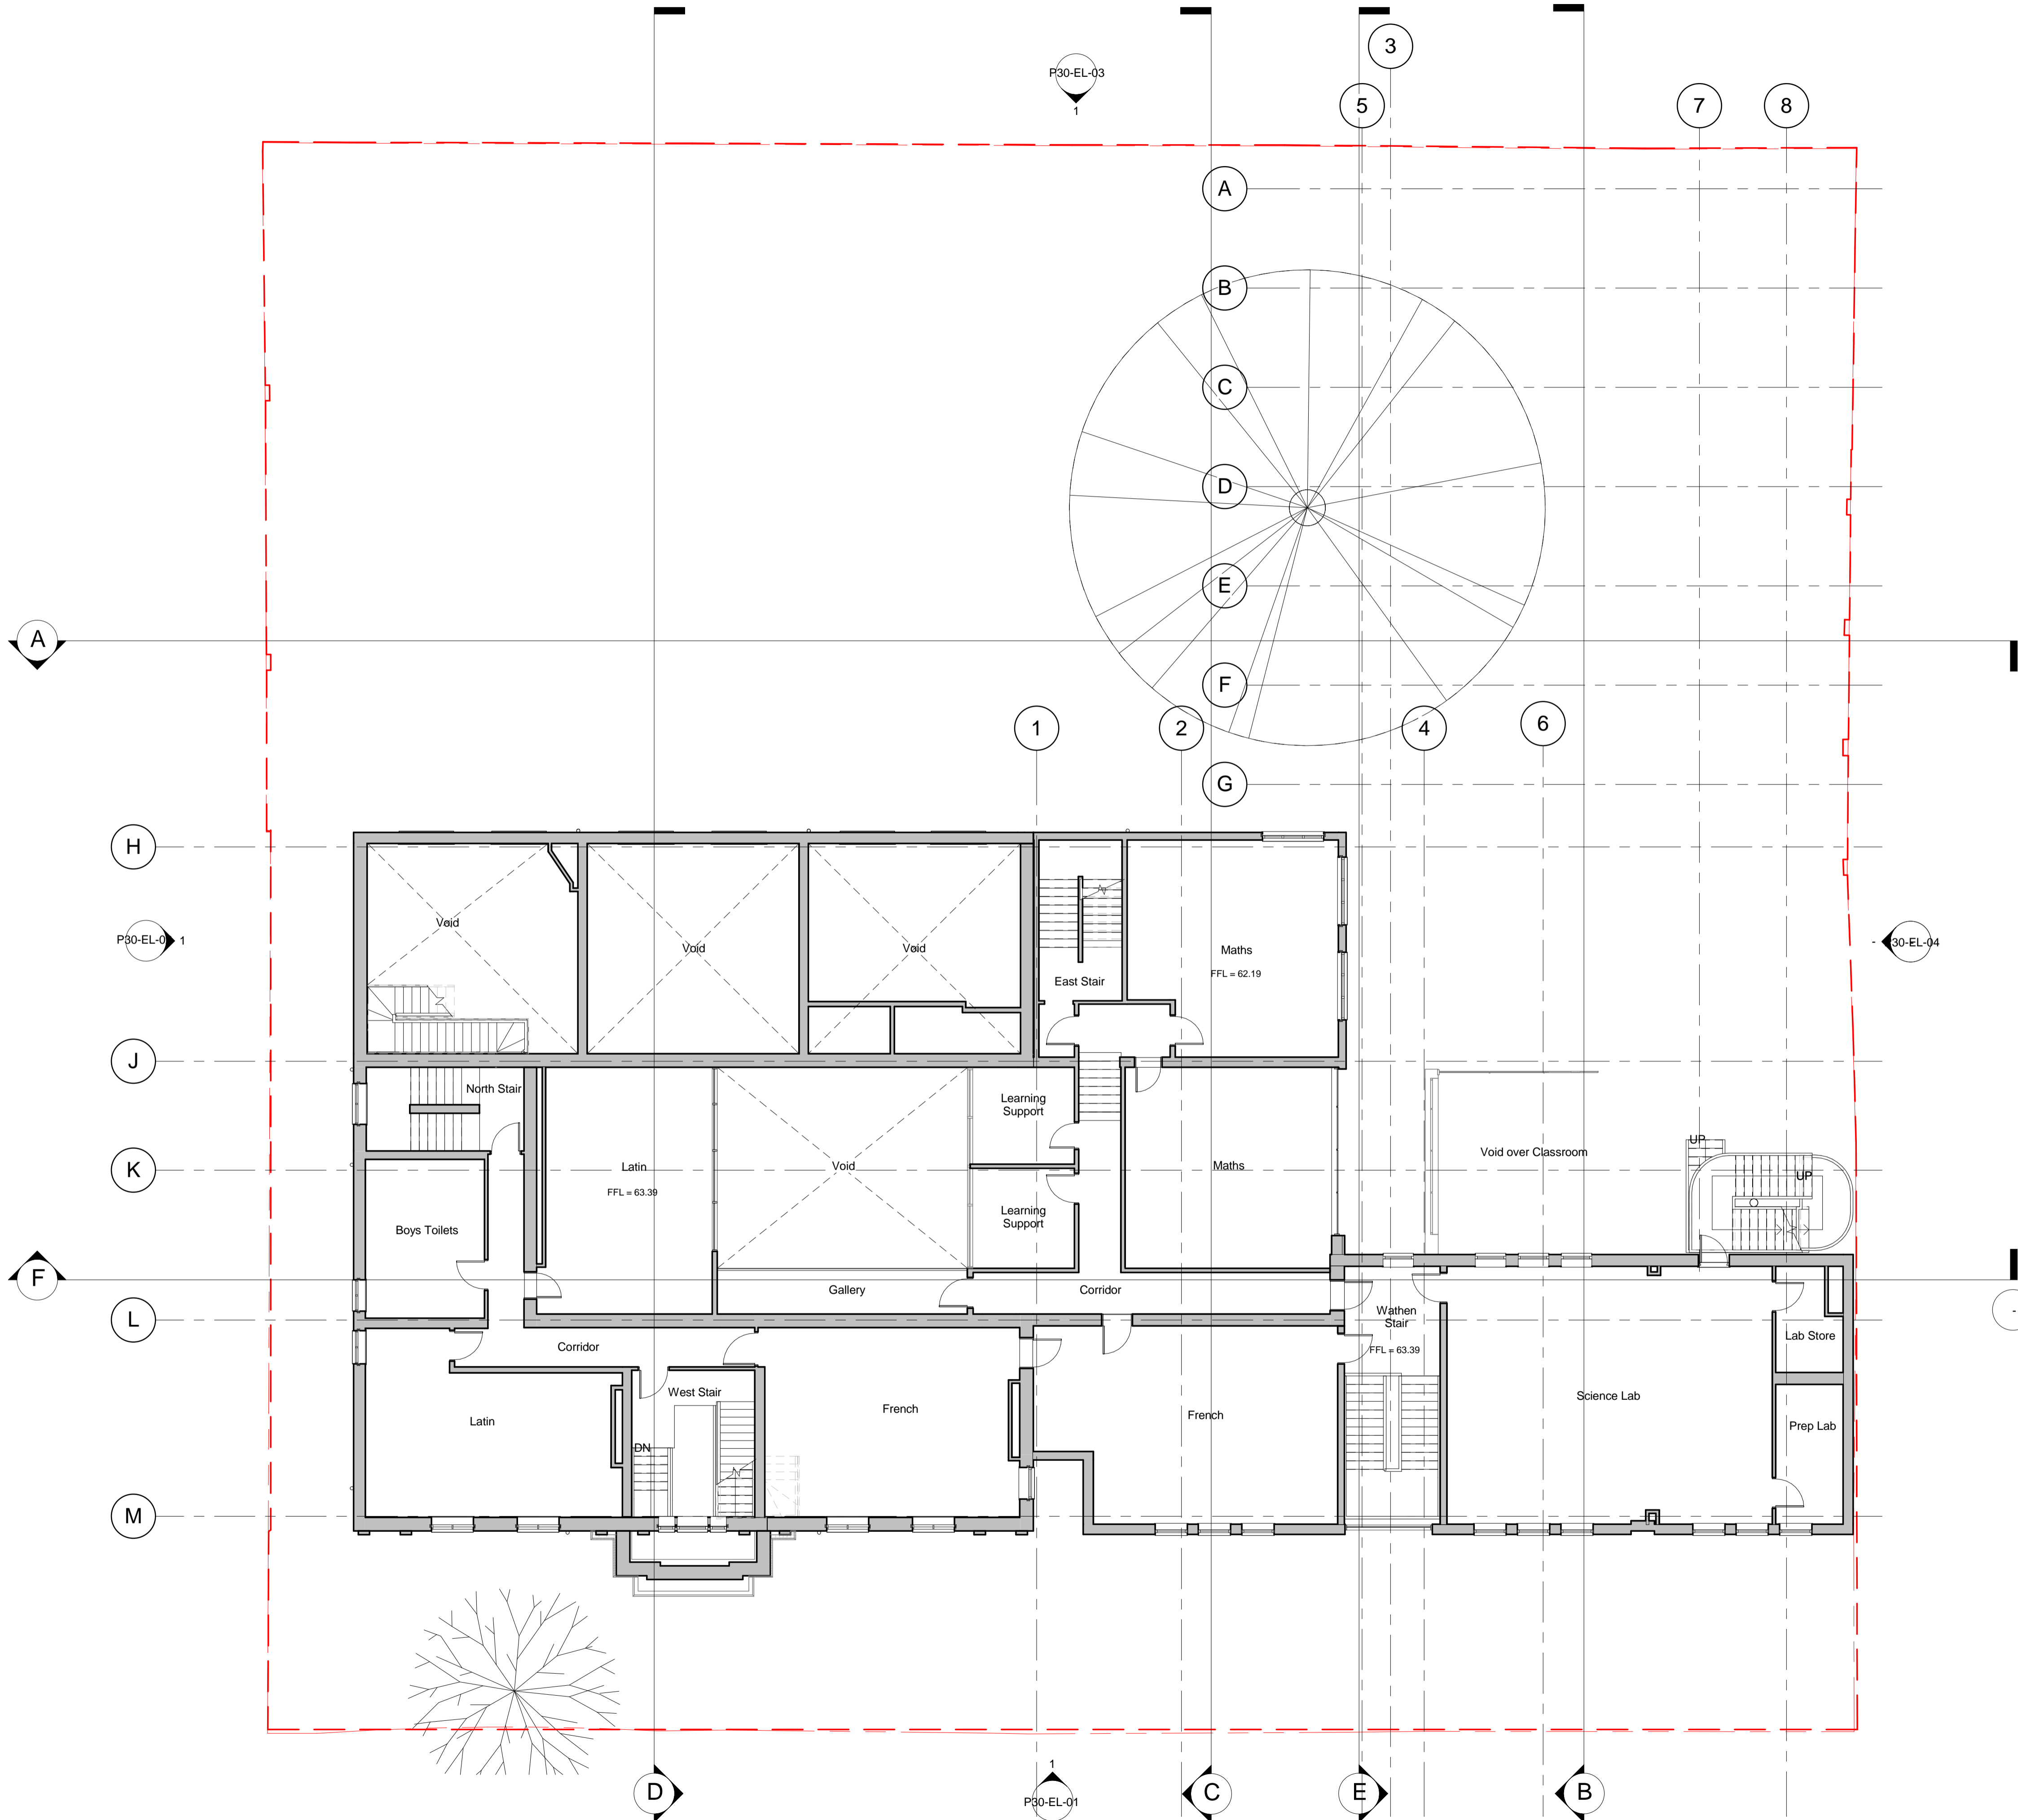 3
P30-EL-03
1
5
7
8
A
B
C
D
E
A
F
1
2
4
6
G
H
Void
P30-EL-0
1
Void
Void
Maths
FFL = 62.19
East Stair
-
30-EL-04
J
North Stair
Learning
Support
UP
Void over Classroom
K
Latin
FFL = 63.39
Void
Maths
UP
Learning
Support
Boys Toilets
F
Gallery
Corridor
Wathen
Stair
L
-
Lab Store
Corridor
FFL = 63.39
West Stair
Science Lab
French
French
Latin
Prep Lab
DN
M
1
D
C
E
B
P30-EL-01